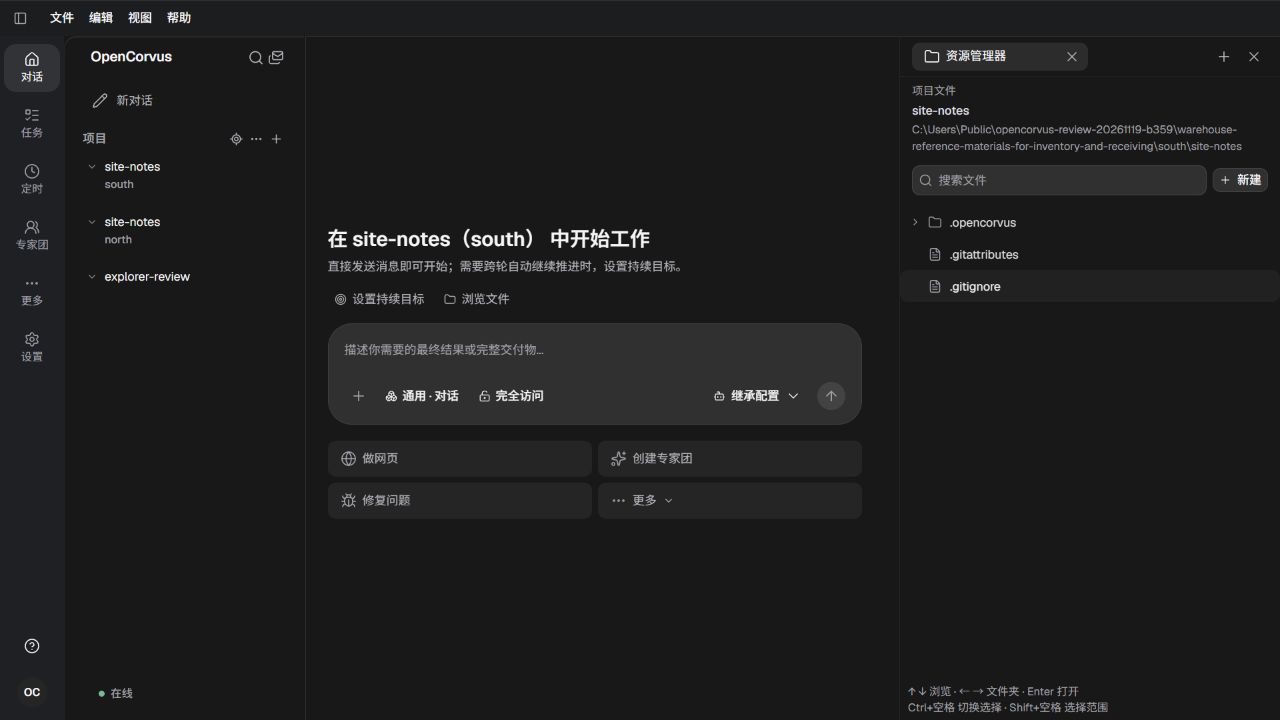 文件 编辑 视图 帮助
对话
任务
定时
专家团
更多
设置
OC
OpenCorvus
新对话
项目
site-notes
south
site-notes
north
explorer-review
在线
在 site-notes（south） 中开始工作
直接发送消息即可开始；需要跨轮自动继续推进时，设置持续目标。
设置持续目标 浏览文件
描述你需要的最终结果或完整交付物...
通用 · 对话 完全访问 继承配置
做网页 创建专家团
修复问题 更多
资源管理器
项目文件
site-notes
C:\Users\Public\opencorvus-review-20261119-b359\warehouse-
reference-materials-for-inventory-and-receiving\south\site-notes
搜索文件 新建
.opencorvus
.gitattributes
.gitignore
↑↓ 浏览 · ←→ 文件夹 · Enter 打开
Ctrl+空格 切换选择 · Shift+空格 选择范围